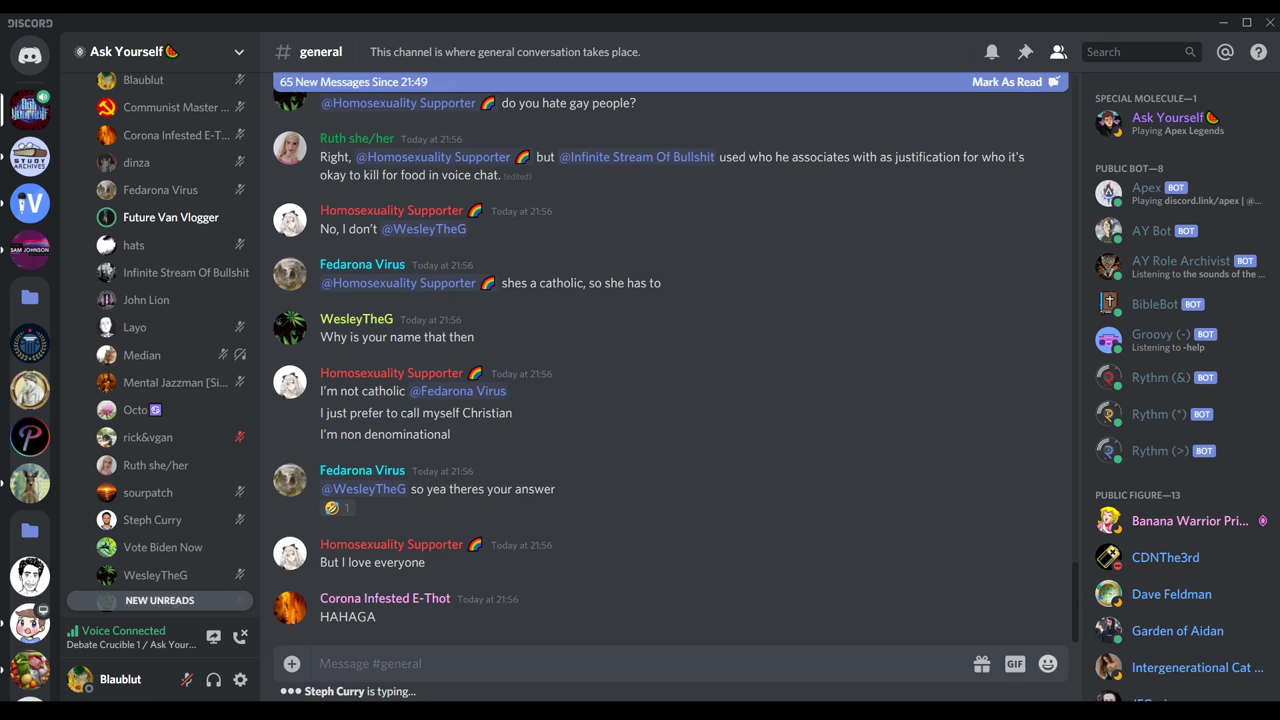 DISCORD
Ask Yourself🍉
Blaublut
Communist Master ...
Corona Infested E-T...
dinza
Fedarona Virus
Future Van Vlogger
hats
Infinite Stream Of Bullshit
John Lion
Layo
Median
Mental Jazzman [Si...
Octo
rick&vgan
Ruth she/her
sourpatch
Steph Curry
Vote Biden Now
WesleyTheG
NEW UNREADS
Voice Connected
Debate Crucible 1 / Ask Your...
Blaublut
# general
This channel is where general conversation takes place.
Search
65 New Messages Since 21:49
Mark As Read
@Homosexuality Supporter 🌈 do you hate gay people?
Ruth she/her Today at 21:56
Right, @Homosexuality Supporter 🌈 but @Infinite Stream Of Bullshit used who he associates with as justification for who it's
okay to kill for food in voice chat. (edited)
Homosexuality Supporter 🌈 Today at 21:56
No, I don't @WesleyTheG
Fedarona Virus Today at 21:56
@Homosexuality Supporter 🌈 shes a catholic, so she has to
WesleyTheG Today at 21:56
Why is your name that then
Homosexuality Supporter 🌈 Today at 21:56
I'm not catholic @Fedarona Virus
I just prefer to call myself Christian
I'm non denominational
Fedarona Virus Today at 21:56
@WesleyTheG so yea theres your answer
🤣 1
Homosexuality Supporter 🌈 Today at 21:56
But I love everyone
Corona Infested E-Thot Today at 21:56
HAHAGA
Message #general
GIF
Steph Curry is typing...
SPECIAL MOLECULE—1
Ask Yourself🍉
Playing Apex Legends
PUBLIC BOT—8
Apex BOT
Playing discord.link/apex | @...
AY Bot BOT
AY Role Archivist BOT
Listening to the sounds of the ...
BibleBot BOT
Groovy (-) BOT
Listening to -help
Rythm (&) BOT
Rythm (*) BOT
Rythm (>) BOT
PUBLIC FIGURE—13
Banana Warrior Pri...
CDNThe3rd
Dave Feldman
Garden of Aidan
Intergenerational Cat ...